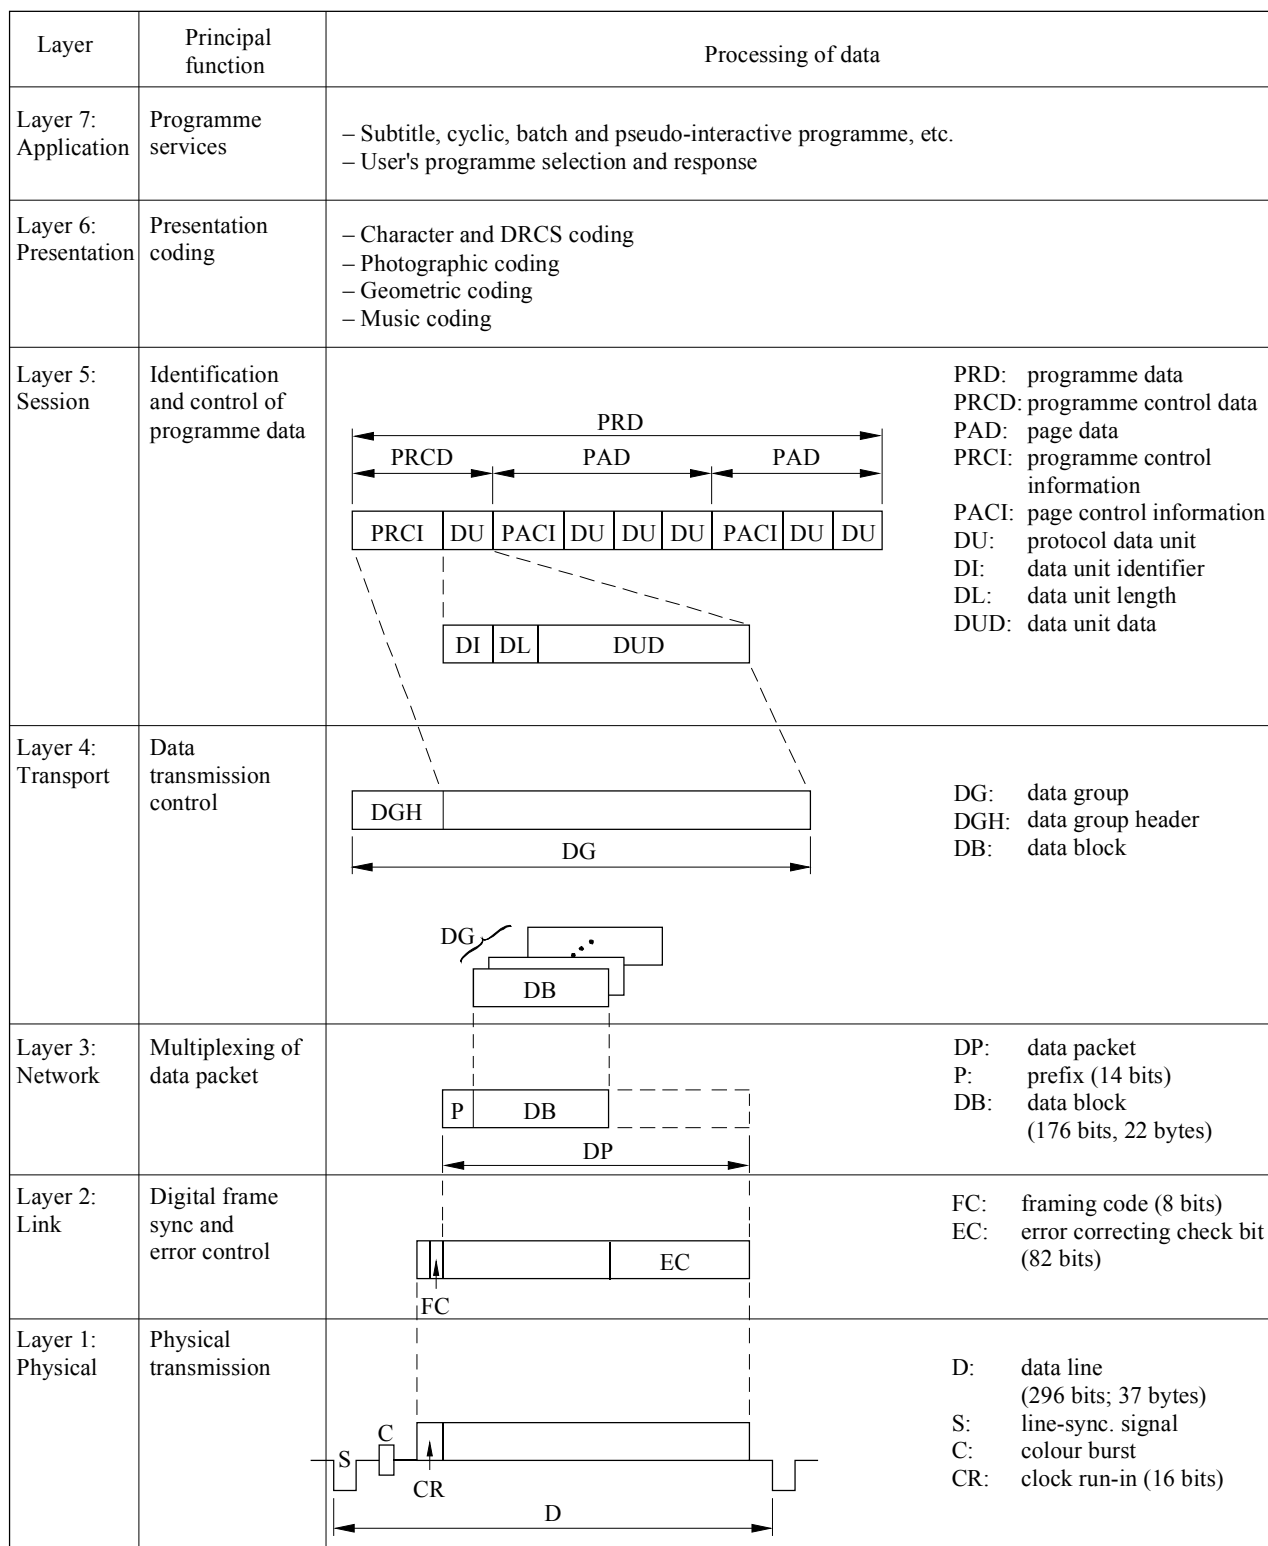 Layer
Principal
function
Processing of data
Layer 7:
Application
Programme
services
– Subtitle, cyclic, batch and pseudo-interactive programme, etc.
– User's programme selection and response
Layer 6:
Presentation
Presentation
coding
– Character and DRCS coding
– Photographic coding
– Geometric coding
– Music coding
Layer 5:
Session
Identification
and control of
programme data
PRD
PRCD PAD PAD
PRCI DU PACI DU DU DU PACI DU DU
DI DL DUD
PRD: programme data
PRCD: programme control data
PAD: page data
PRCI: programme control
information
PACI: page control information
DU: protocol data unit
DI: data unit identifier
DL: data unit length
DUD: data unit data
Layer 4:
Transport
Data
transmission
control
DGH
DG
DG
DB
DG: data group
DGH: data group header
DB: data block
Layer 3:
Network
Multiplexing of
data packet
P DB
DP
DP: data packet
P: prefix (14 bits)
DB: data block
(176 bits, 22 bytes)
Layer 2:
Link
Digital frame
sync and
error control
EC
FC
FC: framing code (8 bits)
EC: error correcting check bit
(82 bits)
Layer 1:
Physical
Physical
transmission
C
S
CR
D
D: data line
(296 bits; 37 bytes)
S: line-sync. signal
C: colour burst
CR: clock run-in (16 bits)